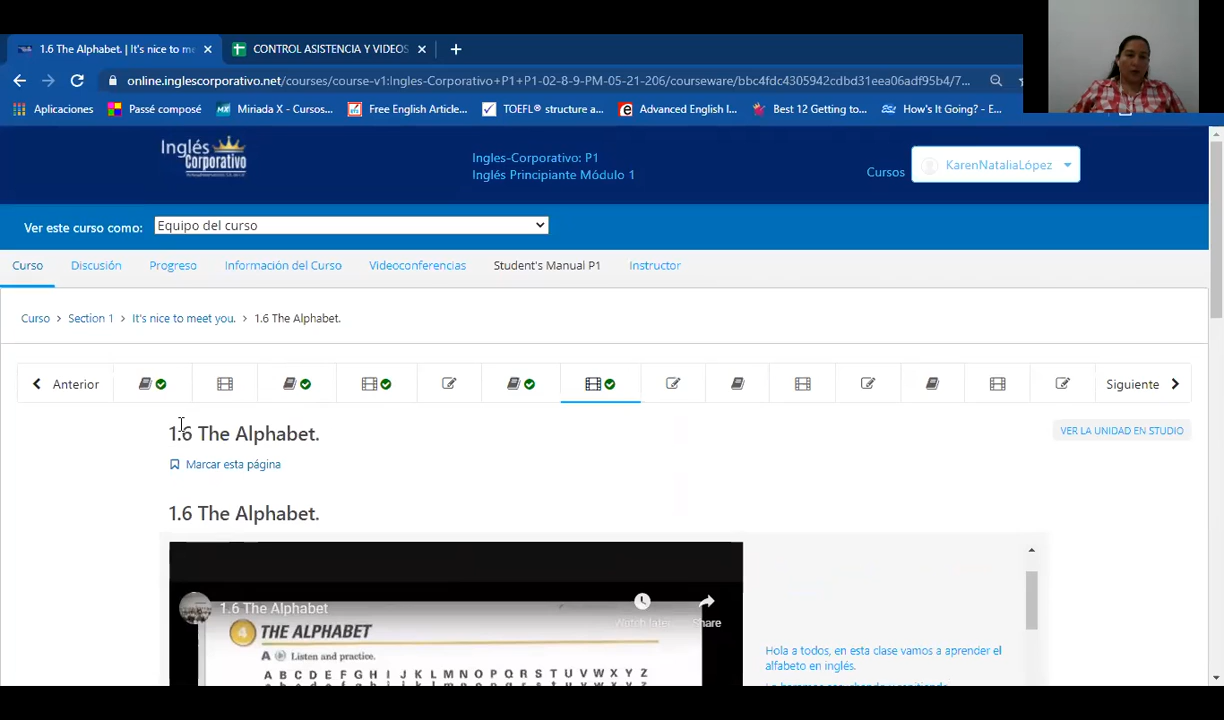 1.6 The Alphabet. | It's nice to me
CONTROL ASISTENCIA Y VIDEOS
online.inglescorporativo.net/courses/course-v1:Ingles-Corporativo+P1+P1-02-8-9-PM-05-21-206/courseware/bbc4fdc4305942cdbd31eea06adf95b4/7...
Aplicaciones
Passé composé
Miriada X - Cursos...
Free English Article...
TOEFL® structure a...
Advanced English I...
Best 12 Getting to...
How's It Going? – E...
Inglés
Corporativo
Ingles-Corporativo: P1
Inglés Principiante Módulo 1
Cursos
KarenNataliaLópez
Ver este curso como:
Equipo del curso
Curso
Discusión
Progreso
Información del Curso
Videoconferencias
Student's Manual P1
Instructor
Curso > Section 1 > It's nice to meet you. > 1.6 The Alphabet.
Anterior
Siguiente
1.6 The Alphabet.
VER LA UNIDAD EN STUDIO
Marcar esta página
1.6 The Alphabet.
1.6 The Alphabet
Watch later
Share
4 THE ALPHABET
A Listen and practice.
A B C D E F G H I J K L M N O P Q R S T U V W X Y Z
Hola a todos, en esta clase vamos a aprender el
alfabeto en inglés.